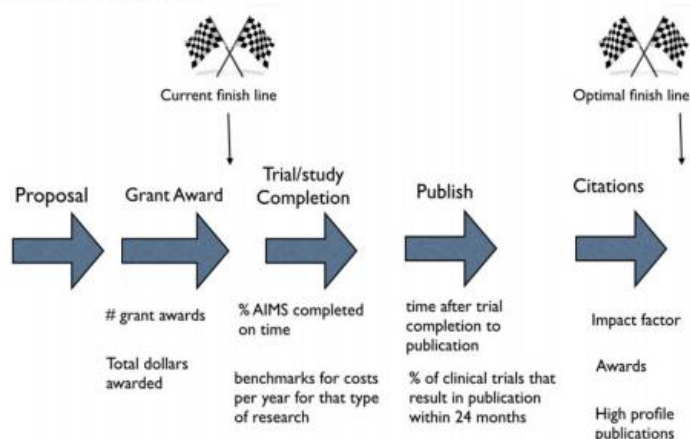 Current finish line
Optimal finish line
Proposal
Grant Award
Trial/study
Completion
Publish
Citations
# grant awards
Total dollars
awarded
% AIMS completed
on time
benchmarks for costs
per year for that type
of research
time after trial
completion to
publication
% of clinical trials that
result in publication
within 24 months
Impact factor
Awards
High profile
publications